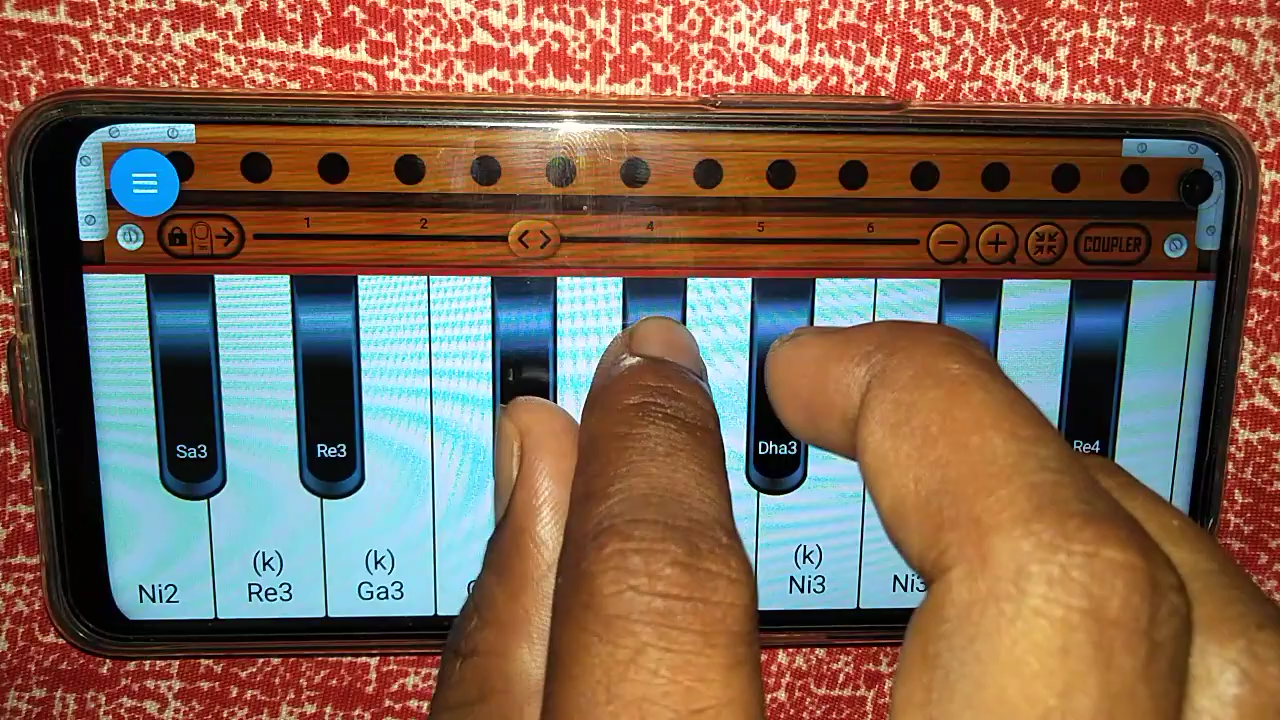 1 2 4 5 6
COUPLER
Sa3 Re3 Dha3 Re4
(k) (k) (k)
Ni2 Re3 Ga3 Ni3 Ni3